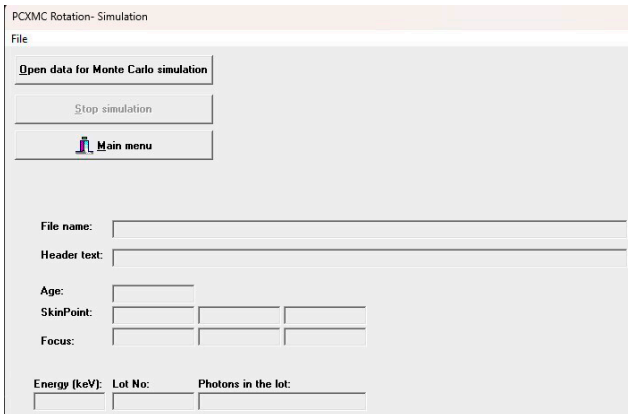 PCXMC Rotation- Simulation
File
Open data for Monte Carlo simulation
Stop simulation
Main menu
File name:
Header text:
Age:
SkinPoint:
Focus:
Energy (keV): Lot No: Photons in the lot: